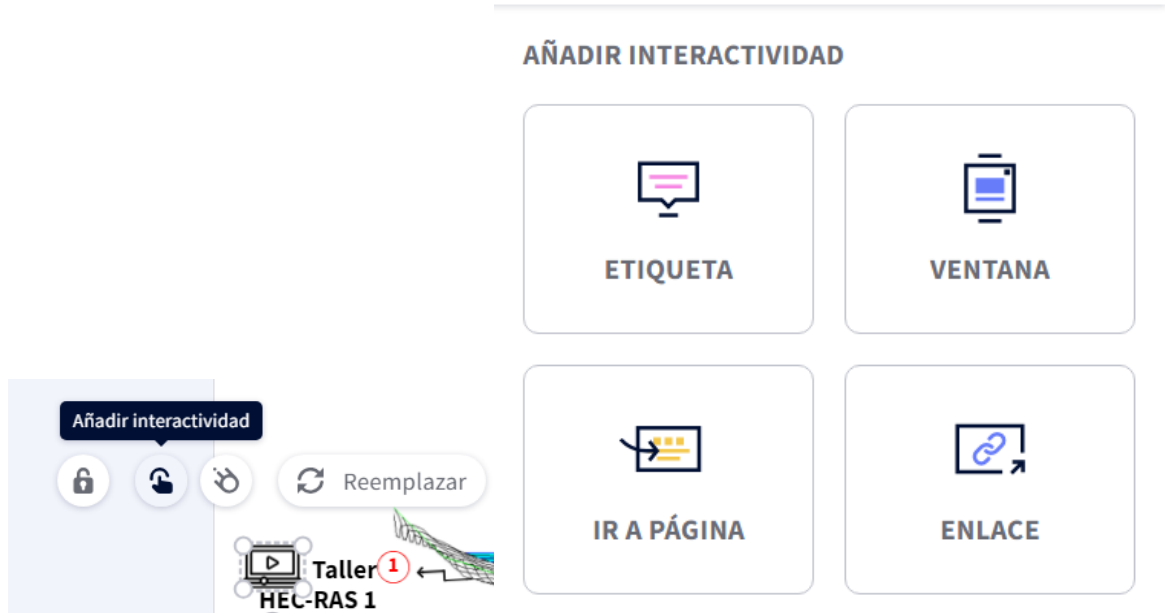 AÑADIR INTERACTIVIDAD
ETIQUETA
VENTANA
IR A PÁGINA
ENLACE
Añadir interactividad
Reemplazar
Taller 1
HEC-RAS 1